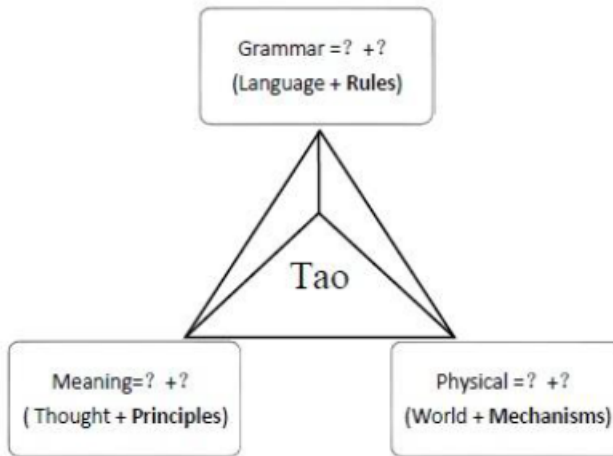 Grammar =？ +？
(Language + Rules)
Tao
Meaning=？ +？
( Thought + Principles)
Physical =？ +？
(World + Mechanisms)